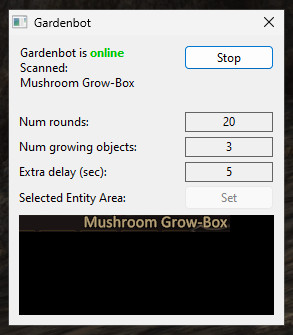 Gardenbot
Gardenbot is online
Stop
Scanned:
Mushroom Grow-Box
Num rounds:
20
Num growing objects:
3
Extra delay (sec):
5
Selected Entity Area:
Set
Mushroom Grow-Box